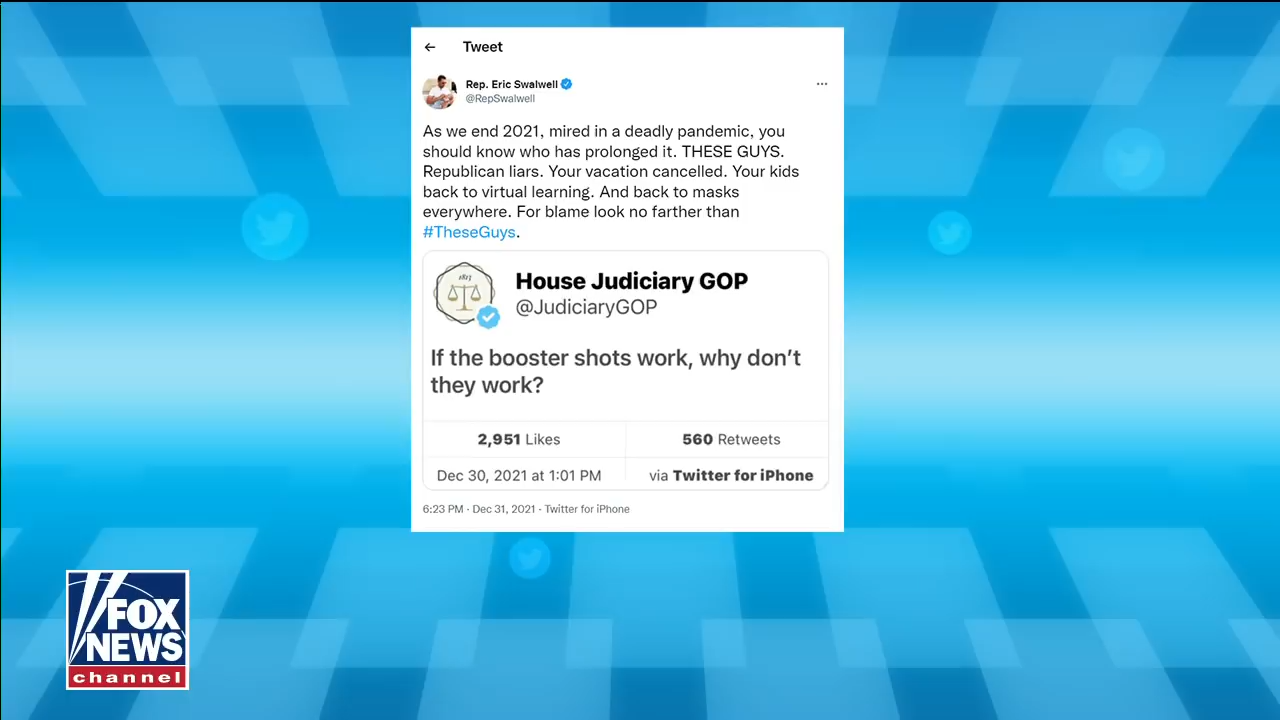 Tweet
Rep. Eric Swalwell
@RepSwalwell
As we end 2021, mired in a deadly pandemic, you
should know who has prolonged it. THESE GUYS.
Republican liars. Your vacation cancelled. Your kids
back to virtual learning. And back to masks
everywhere. For blame look no farther than
#TheseGuys.
1813
House Judiciary GOP
@JudiciaryGOP
If the booster shots work, why don't
they work?
2,951 Likes
560 Retweets
Dec 30, 2021 at 1:01 PM
via Twitter for iPhone
6:23 PM · Dec 31, 2021 · Twitter for iPhone
FOX
NEWS
channel